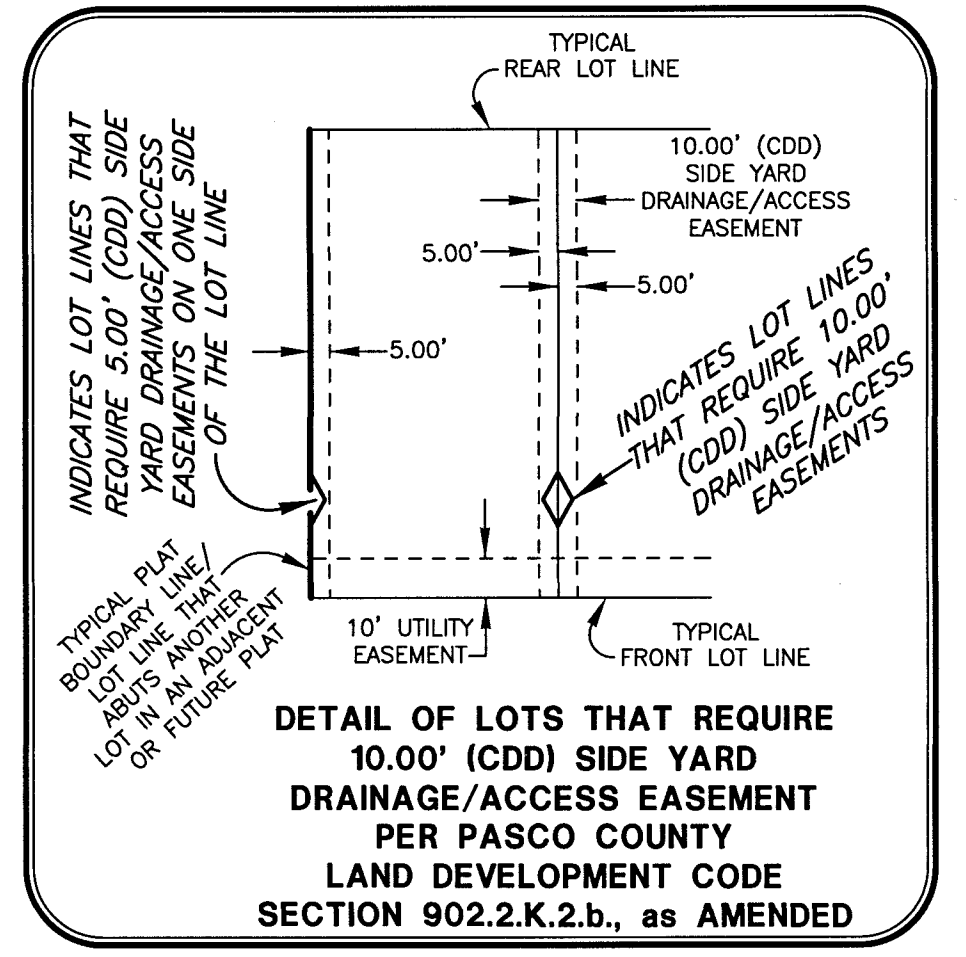 TYPICAL
REAR LOT LINE
INDICATES LOT LINES THAT
REQUIRE 5.00' (CDD) SIDE
YARD DRAINAGE/ACCESS
EASEMENTS ON ONE SIDE
OF THE LOT LINE
10.00' (CDD)
SIDE YARD
DRAINAGE/ACCESS
EASEMENT
5.00'
5.00'
5.00'
INDICATES LOT LINES
THAT REQUIRE 10.00'
(CDD) SIDE YARD
DRAINAGE/ACCESS
EASEMENTS
TYPICAL PLAT
BOUNDARY LINE/
LOT LINE THAT
ABUTS ANOTHER
LOT IN AN ADJACENT
OR FUTURE PLAT
10' UTILITY
EASEMENT
TYPICAL
FRONT LOT LINE
DETAIL OF LOTS THAT REQUIRE
10.00' (CDD) SIDE YARD
DRAINAGE/ACCESS EASEMENT
PER PASCO COUNTY
LAND DEVELOPMENT CODE
SECTION 902.2.K.2.b., as AMENDED